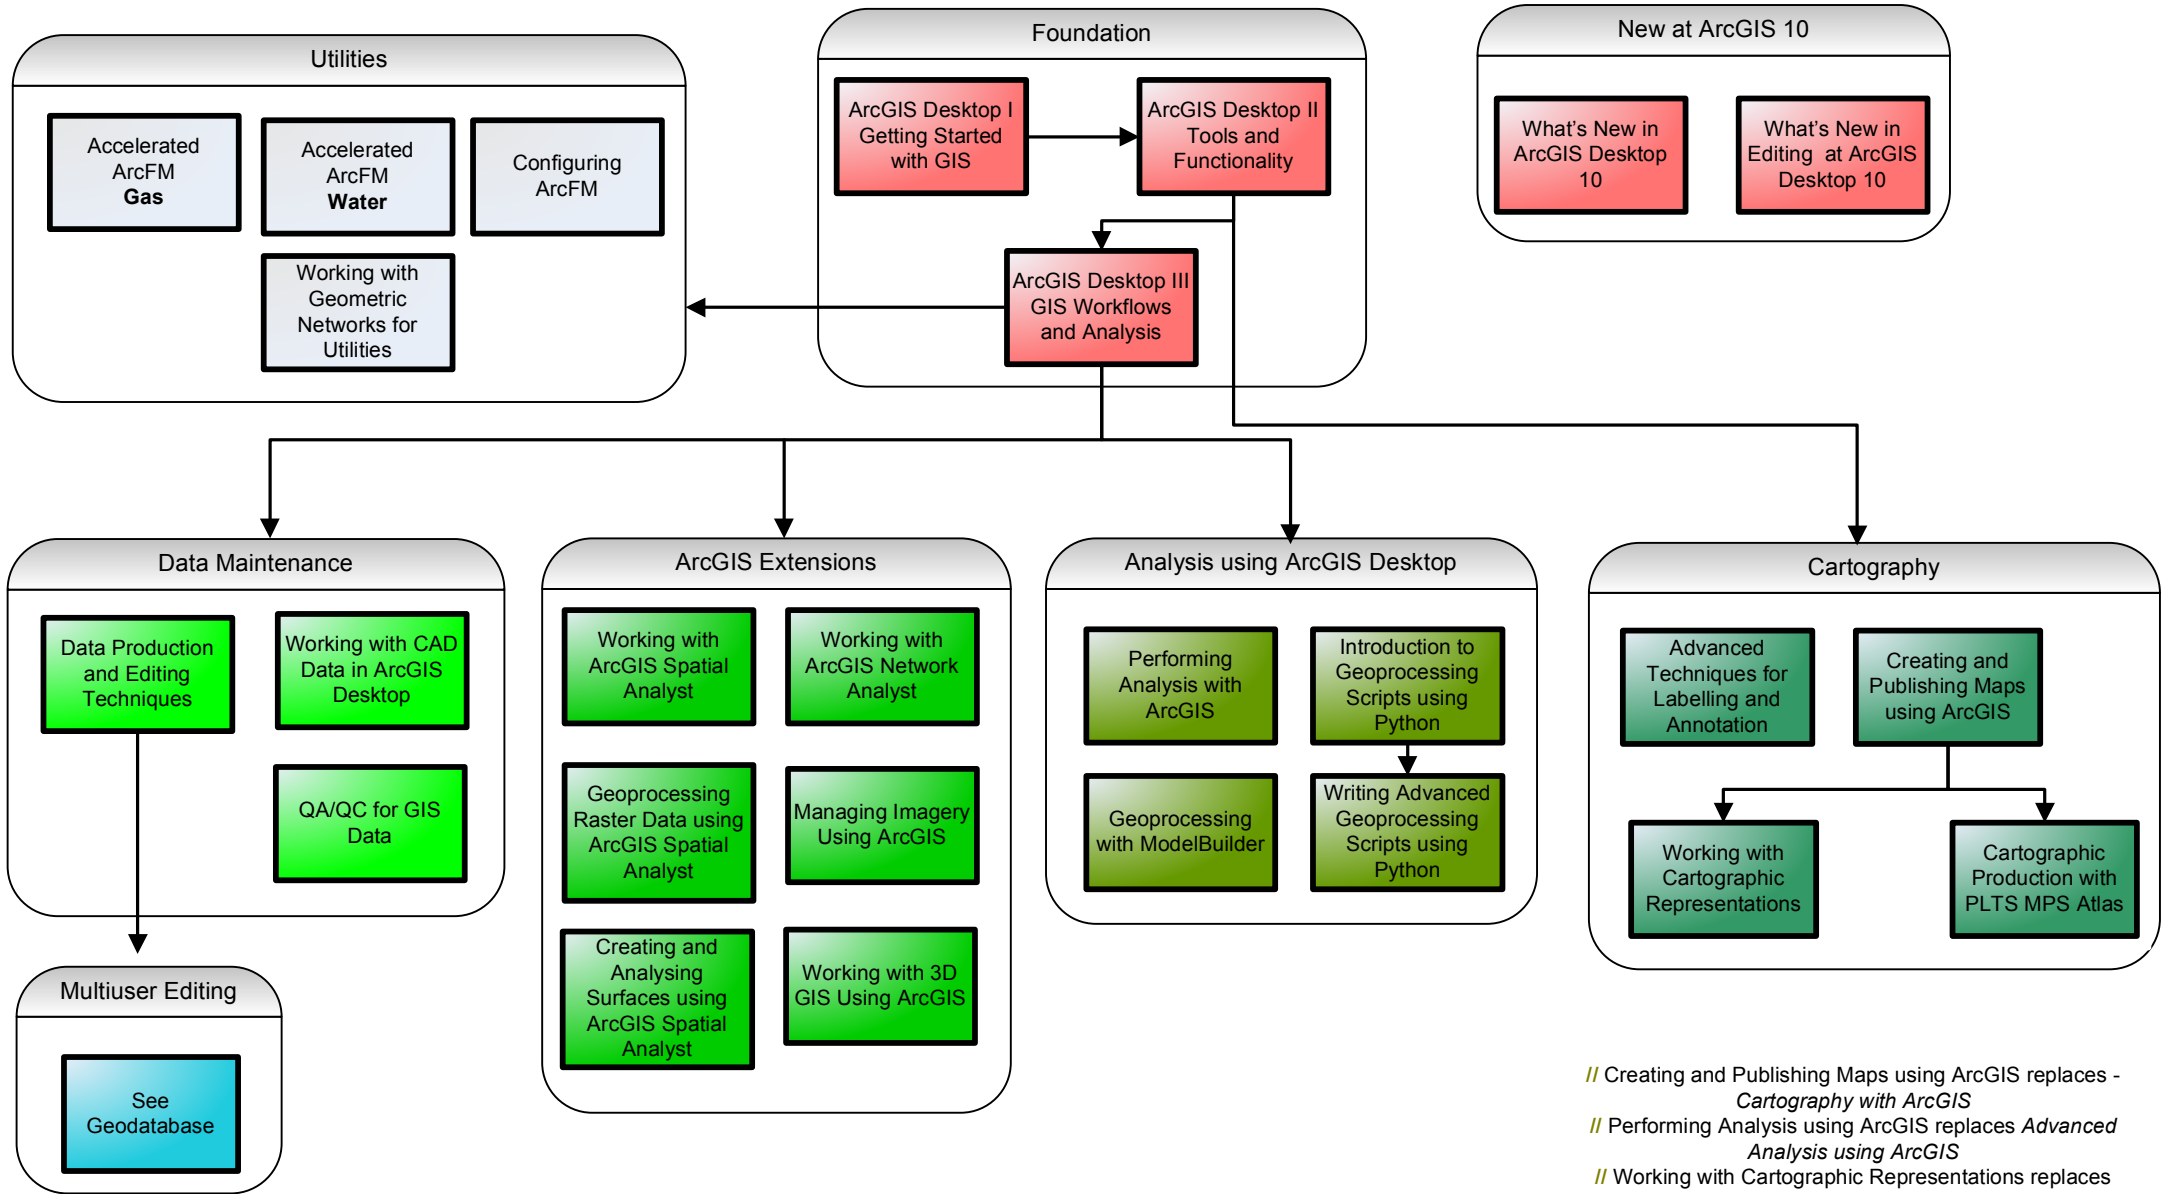 Utilities
Accelerated
ArcFM
Gas
Accelerated
ArcFM
Water
Configuring
ArcFM
Working with
Geometric
Networks for
Utilities
Foundation
ArcGIS Desktop I
Getting Started
with GIS
ArcGIS Desktop II
Tools and
Functionality
ArcGIS Desktop III
GIS Workflows
and Analysis
New at ArcGIS 10
What's New in
ArcGIS Desktop
10
What's New in
Editing at ArcGIS
Desktop 10
Data Maintenance
Data Production
and Editing
Techniques
Working with CAD
Data in ArcGIS
Desktop
QA/QC for GIS
Data
Multiuser Editing
See
Geodatabase
ArcGIS Extensions
Working with
ArcGIS Spatial
Analyst
Working with
ArcGIS Network
Analyst
Geoprocessing
Raster Data using
ArcGIS Spatial
Analyst
Managing Imagery
Using ArcGIS
Creating and
Analysing
Surfaces using
ArcGIS Spatial
Analyst
Working with 3D
GIS Using ArcGIS
Analysis using ArcGIS Desktop
Performing
Analysis with
ArcGIS
Introduction to
Geoprocessing
Scripts using
Python
Geoprocessing
with ModelBuilder
Writing Advanced
Geoprocessing
Scripts using
Python
Cartography
Advanced
Techniques for
Labelling and
Annotation
Creating and
Publishing Maps
using ArcGIS
Working with
Cartographic
Representations
Cartographic
Production with
PLTS MPS Atlas
// Creating and Publishing Maps using ArcGIS replaces -
Cartography with ArcGIS
// Performing Analysis using ArcGIS replaces Advanced
Analysis using ArcGIS
// Working with Cartographic Representations replaces